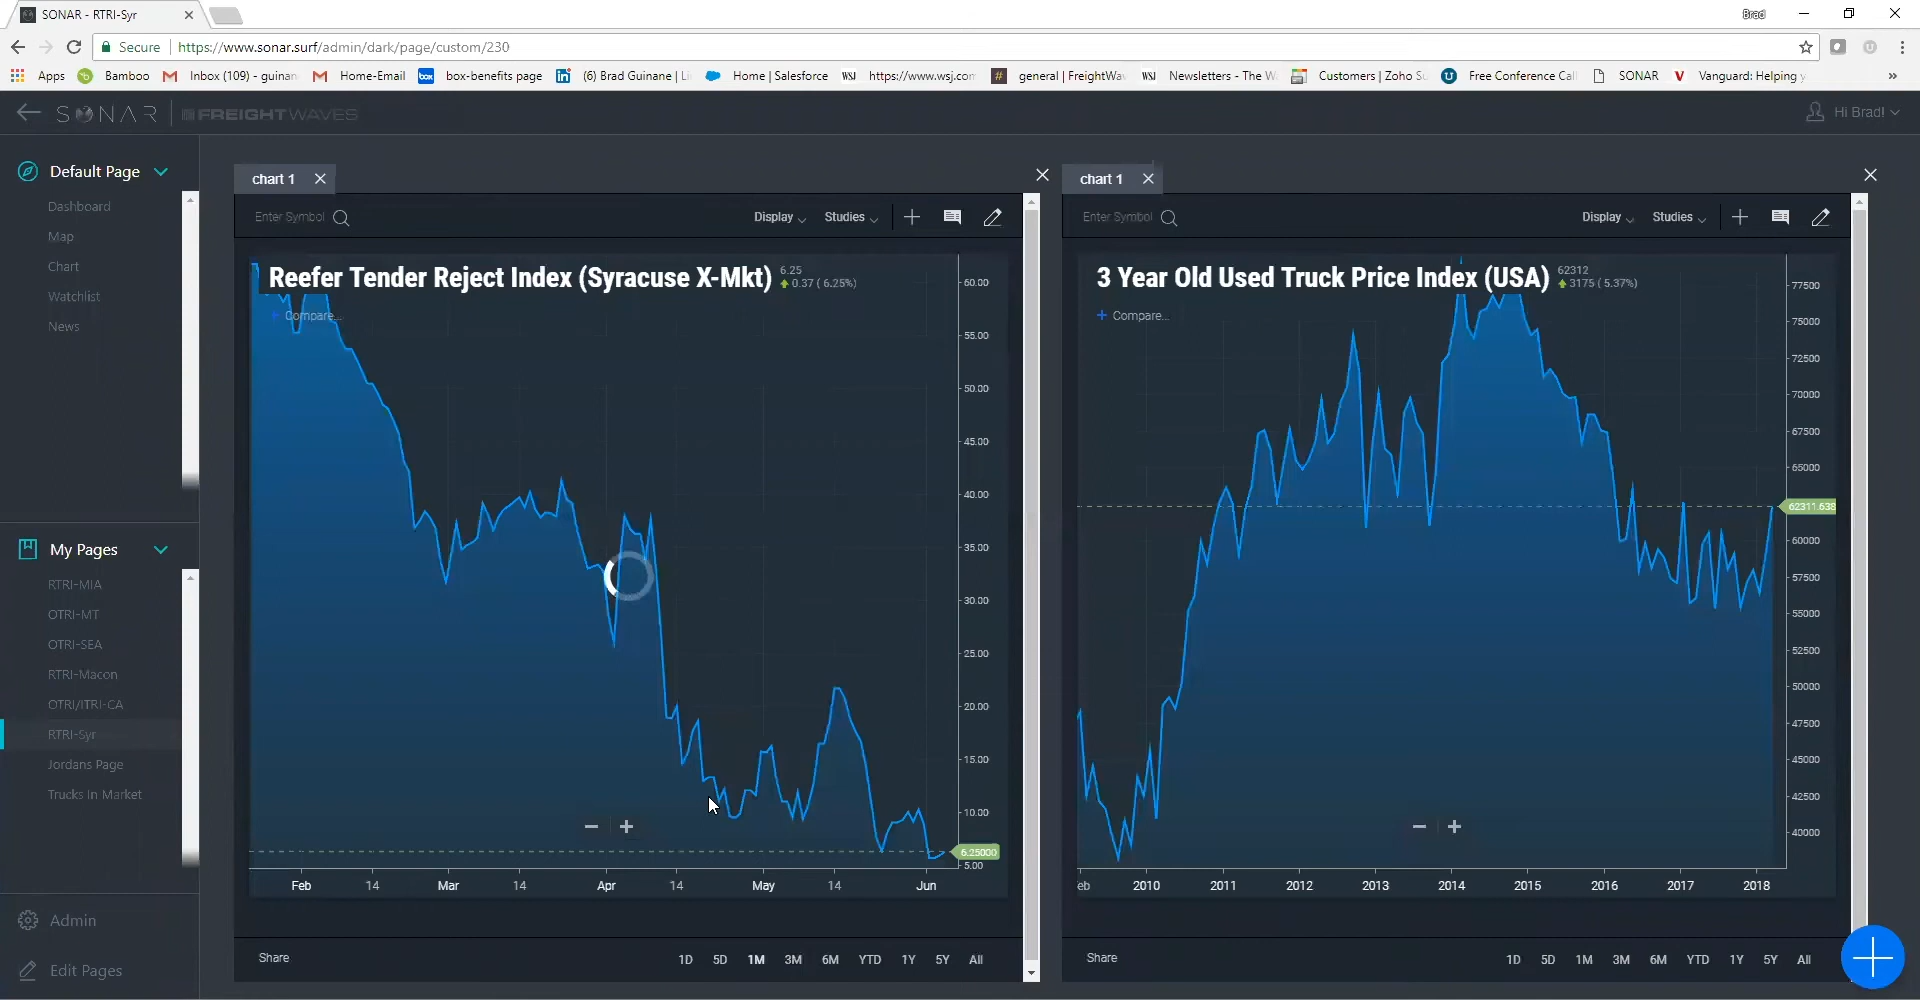 SONAR - RTRI-Syr
Brad
Secure
https://www.sonar.surf/admin/dark/page/custom/230
Apps
Bamboo
Inbox (109) - guinan
Home-Email
box
box-benefits page
in
(6) Brad Guinane | Li
Home | Salesforce
WSJ
https://www.wsj.com
#
general | FreightWav
WSJ
Newsletters - The W
Customers | Zoho Su
U
Free Conference Cal
SONAR
V
Vanguard: Helping y
»
SONAR
FREIGHTWAVES
Hi Brad!
Default Page
Dashboard
Map
Chart
Watchlist
News
My Pages
RTRI-MIA
OTRI-MT
OTRI-SEA
RTRI-Macon
OTRI/ITRI-CA
RTRI-Syr
Jordans Page
Trucks In Market
Admin
Edit Pages
chart 1
Enter Symbol
Display
Studies
Reefer Tender Reject Index (Syracuse X-Mkt)
6.25
0.37 ( 6.25%)
+ Compare...
60.00
55.00
50.00
45.00
40.00
35.00
30.00
25.00
20.00
15.00
10.00
6.25000
5.00
Feb
14
Mar
14
Apr
14
May
14
Jun
Share
1D
5D
1M
3M
6M
YTD
1Y
5Y
All
chart 1
Enter Symbol
Display
Studies
3 Year Old Used Truck Price Index (USA)
62312
3175 ( 5.37%)
+ Compare...
77500
75000
72500
70000
67500
65000
62311.638
60000
57500
55000
52500
50000
47500
45000
42500
40000
eb
2010
2011
2012
2013
2014
2015
2016
2017
2018
Share
1D
5D
1M
3M
6M
YTD
1Y
5Y
All